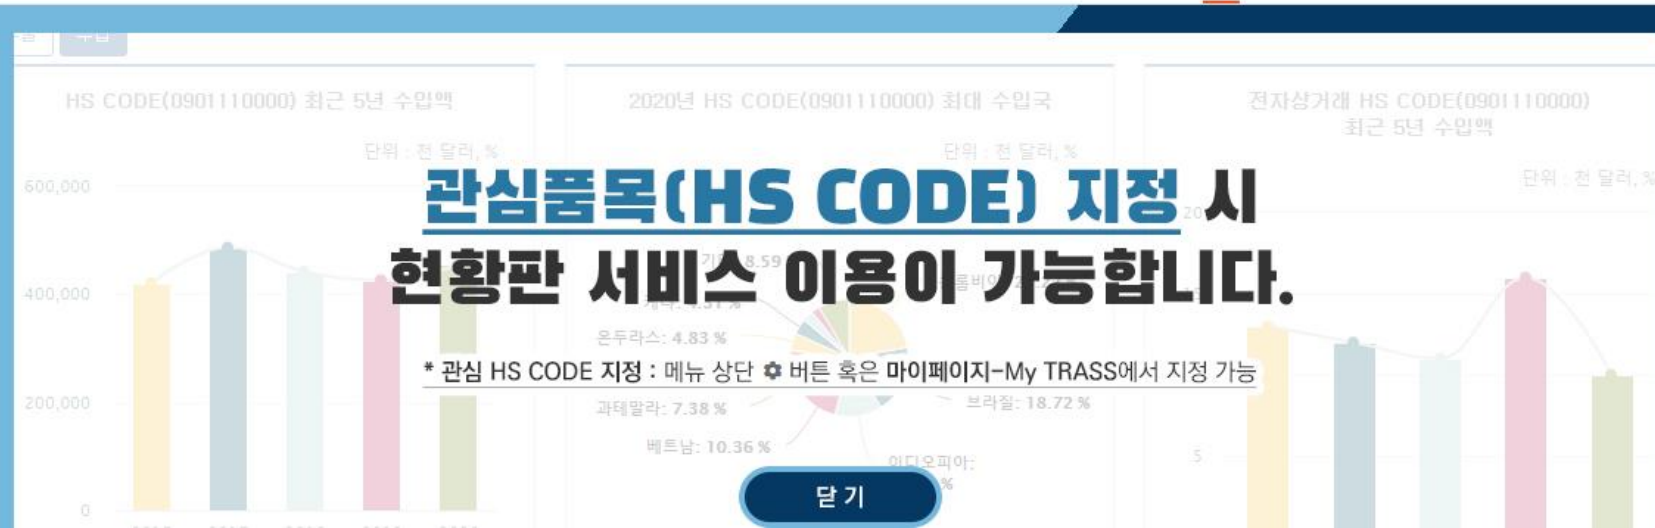 수입
HS CODE(0901110000) 최근 5년 수입액
2020년 HS CODE(0901110000) 최대 수입국
전자상거래 HS CODE(0901110000)
최근 5년 수입액
단위 : 천 달러, %
단위 : 천 달러, %
단위 : 천 달러, %
관심품목(HS CODE) 지정 시
현황판 서비스 이용이 가능합니다.
* 관심 HS CODE 지정 : 메뉴 상단 버튼 혹은 마이페이지-My TRASS에서 지정 가능
600,000
400,000
200,000
0
8.59
온두라스: 4.83 %
과테말라: 7.38 %
베트남: 10.36 %
브라질: 18.72 %
에디오피아:
%
20
5
닫기